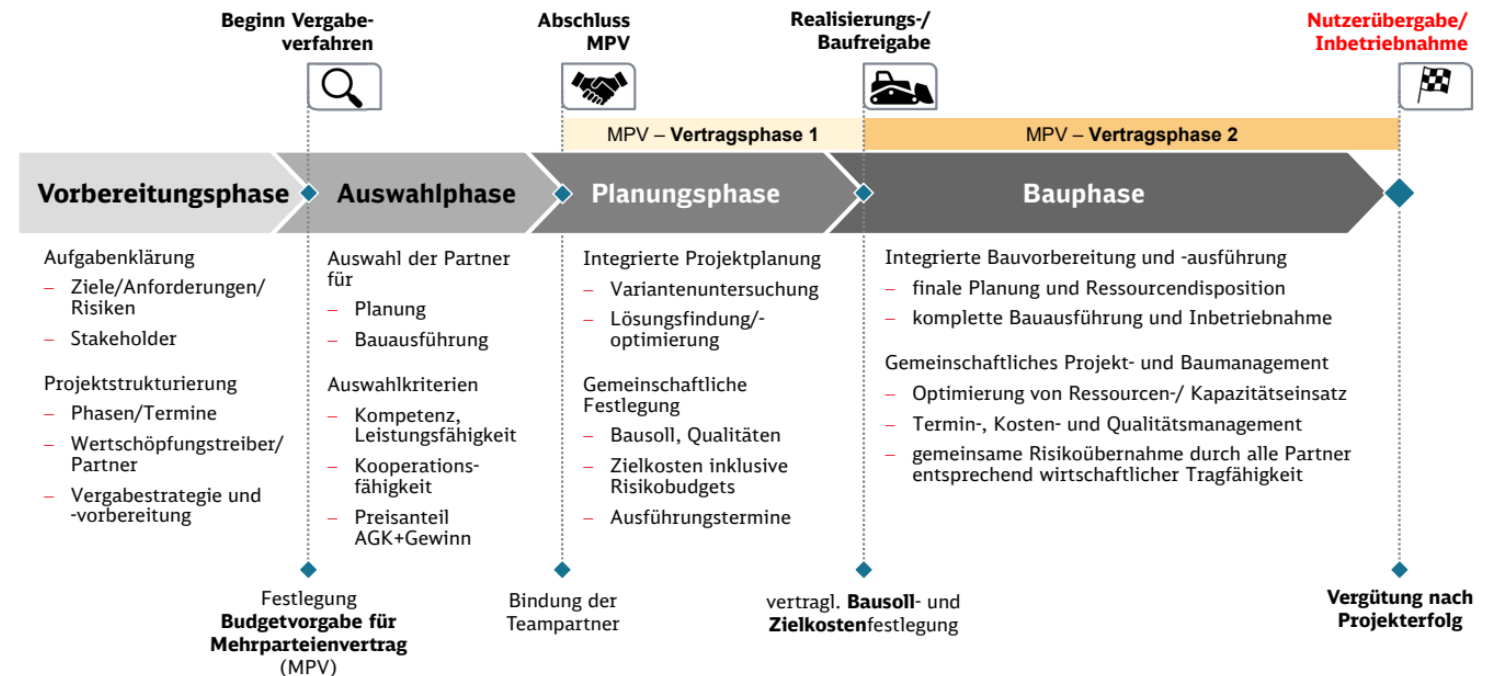 Beginn Vergabe-
verfahren
Abschluss
MPV
Realisierungs-/
Baufreigabe
Nutzerübergabe/
Inbetriebnahme
MPV – Vertragsphase 1
MPV – Vertragsphase 2
Vorbereitungsphase
Auswahlphase
Planungsphase
Bauphase
Aufgabenklärung
– Ziele/Anforderungen/
Risiken
– Stakeholder
Projektstrukturierung
– Phasen/Termine
– Wertschöpfungstreiber/
Partner
– Vergabestrategie und
-vorbereitung
Auswahl der Partner
für
– Planung
– Bauausführung
Auswahlkriterien
– Kompetenz,
Leistungsfähigkeit
– Kooperations-
fähigkeit
– Preisanteil
AGK+Gewinn
Integrierte Projektplanung
– Variantenuntersuchung
– Lösungsfindung/-
optimierung
Gemeinschaftliche
Festlegung
– Bausoll, Qualitäten
– Zielkosten inklusive
Risikobudgets
– Ausführungstermine
Integrierte Bauvorbereitung und -ausführung
– finale Planung und Ressourcendisposition
– komplette Bauausführung und Inbetriebnahme
Gemeinschaftliches Projekt- und Baumanagement
– Optimierung von Ressourcen-/ Kapazitätseinsatz
– Termin-, Kosten- und Qualitätsmanagement
– gemeinsame Risikoübernahme durch alle Partner
entsprechend wirtschaftlicher Tragfähigkeit
Festlegung
Budgetvorgabe für
Mehrparteienvertrag
(MPV)
Bindung der
Teampartner
vertragl. Bausoll- und
Zielkostenfestlegung
Vergütung nach
Projekterfolg